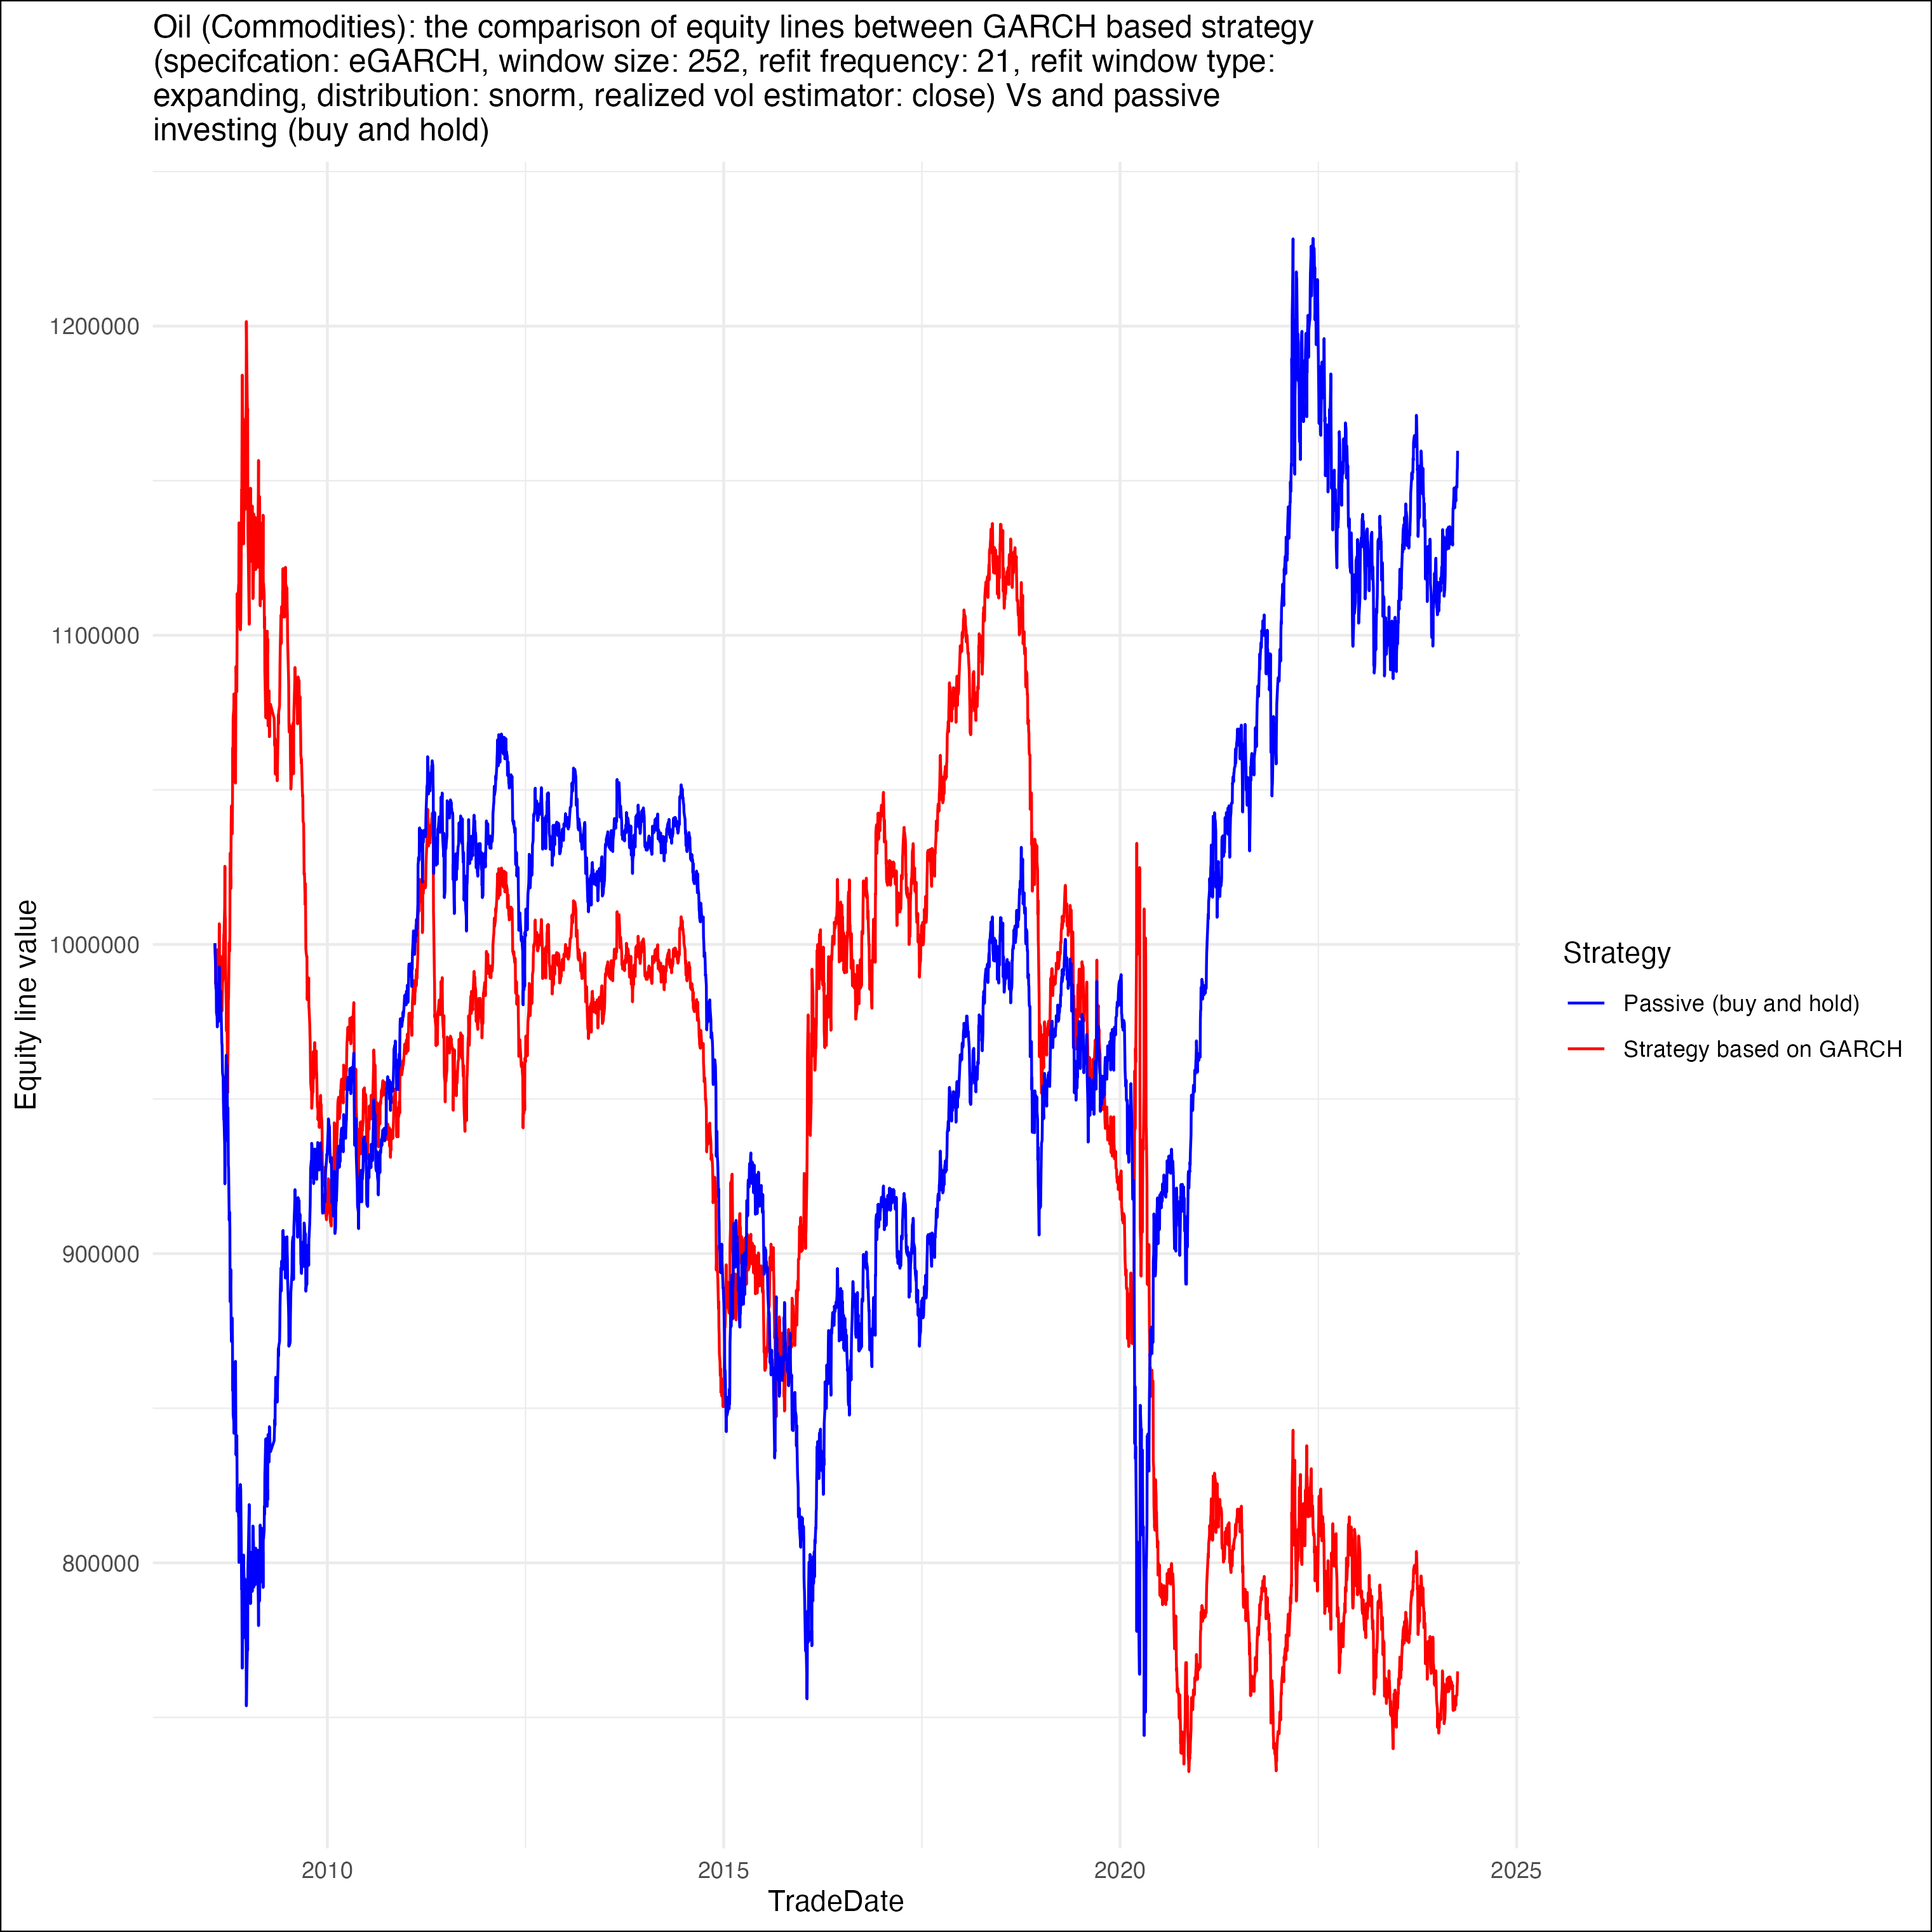 Oil (Commodities): the comparison of equity lines between GARCH based strategy
(specifcation: eGARCH, window size: 252, refit frequency: 21, refit window type:
expanding, distribution: snorm, realized vol estimator: close) Vs and passive
investing (buy and hold)
1200000
1100000
1000000
900000
800000
Equity line value
2010
2015
2020
2025
TradeDate
Strategy
Passive (buy and hold)
Strategy based on GARCH